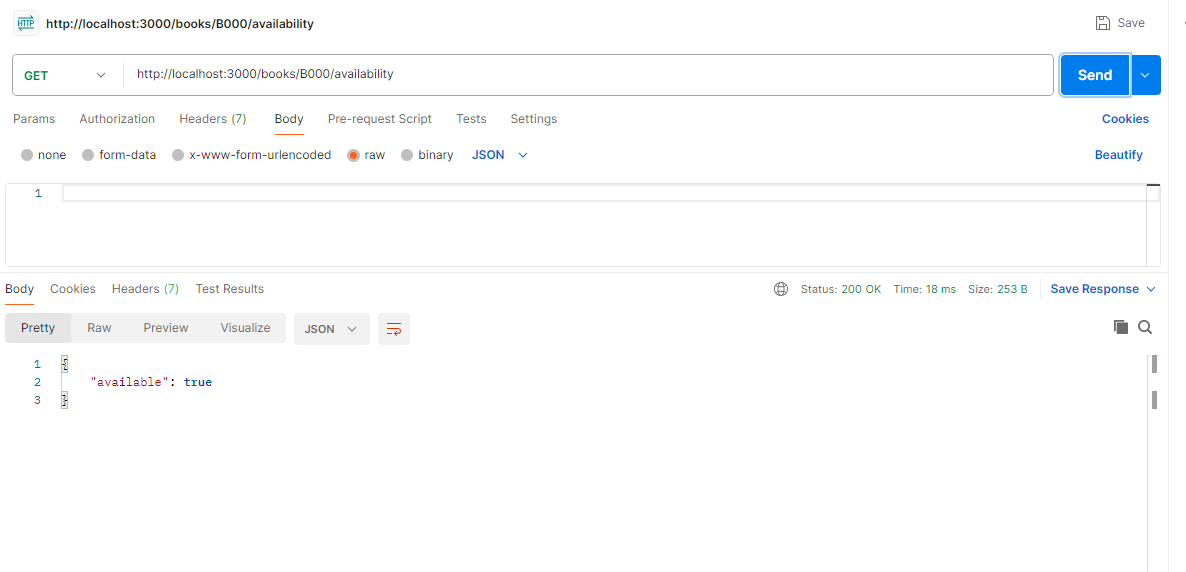 HTTP http://localhost:3000/books/B000/availability Save
GET http://localhost:3000/books/B000/availability Send
Params Authorization Headers (7) Body Pre-request Script Tests Settings Cookies
none form-data x-www-form-urlencoded raw binary JSON Beautify
1
Body Cookies Headers (7) Test Results Status: 200 OK Time: 18 ms Size: 253 B Save Response
Pretty Raw Preview Visualize JSON
1 {
2 "available": true
3 }